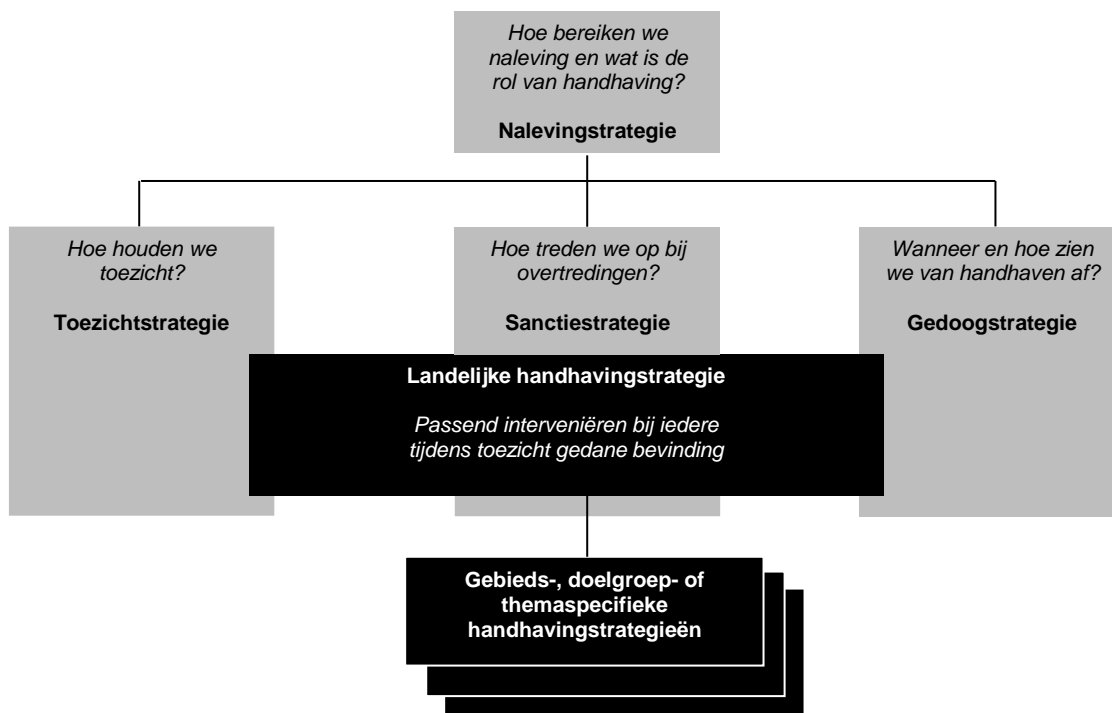 Hoe bereiken we
naleving en wat is de
rol van handhaving?
Nalevingstrategie
Hoe houden we
toezicht?
Toezichtstrategie
Hoe treden we op bij
overtredingen?
Sanctiestrategie
Wanneer en hoe zien
we van handhaven af?
Gedoogstrategie
Landelijke handhavingstrategie
Passend interveniëren bij iedere
tijdens toezicht gedane bevinding
Gebieds-, doelgroep- of
themaspecifieke
handhavingstrategieën